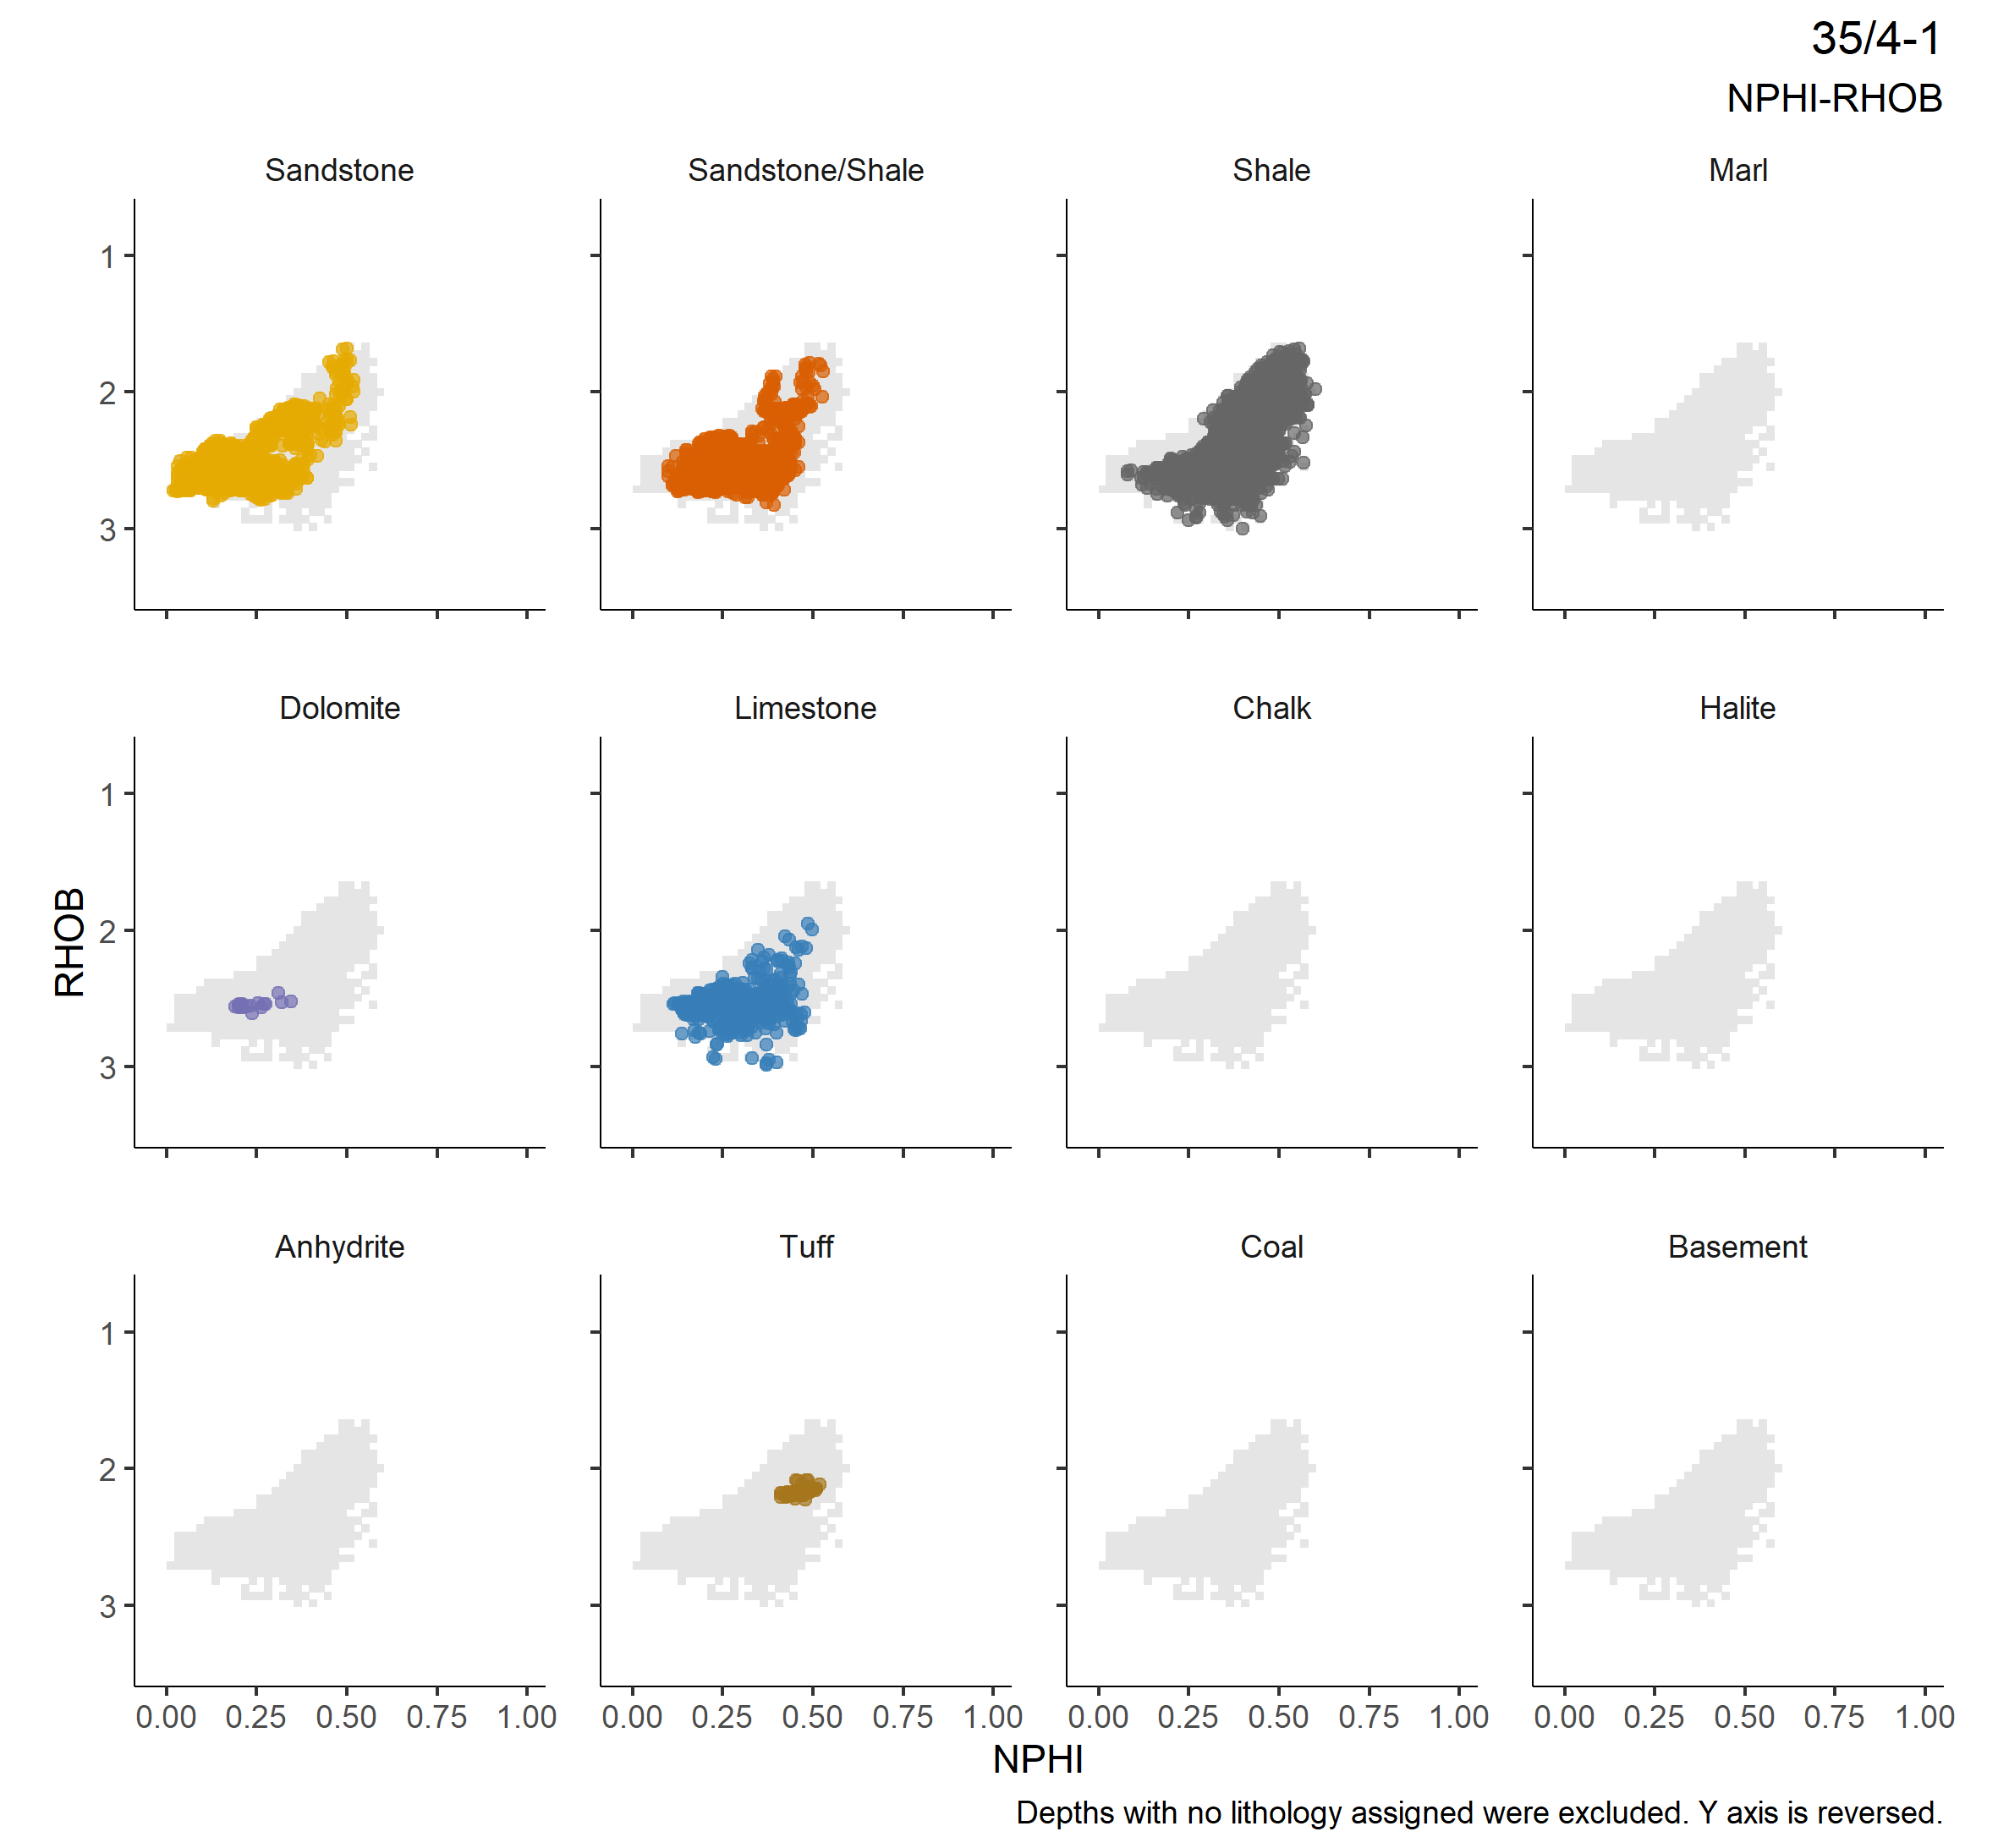 35/4-1
NPHI-RHOB
Sandstone Sandstone/Shale Shale Marl
1
2
3
Dolomite Limestone Chalk Halite
1
2
3
RHOB
Anhydrite Tuff Coal Basement
1
2
3
0.00 0.25 0.50 0.75 1.00 0.00 0.25 0.50 0.75 1.00 0.00 0.25 0.50 0.75 1.00 0.00 0.25 0.50 0.75 1.00
NPHI
Depths with no lithology assigned were excluded. Y axis is reversed.